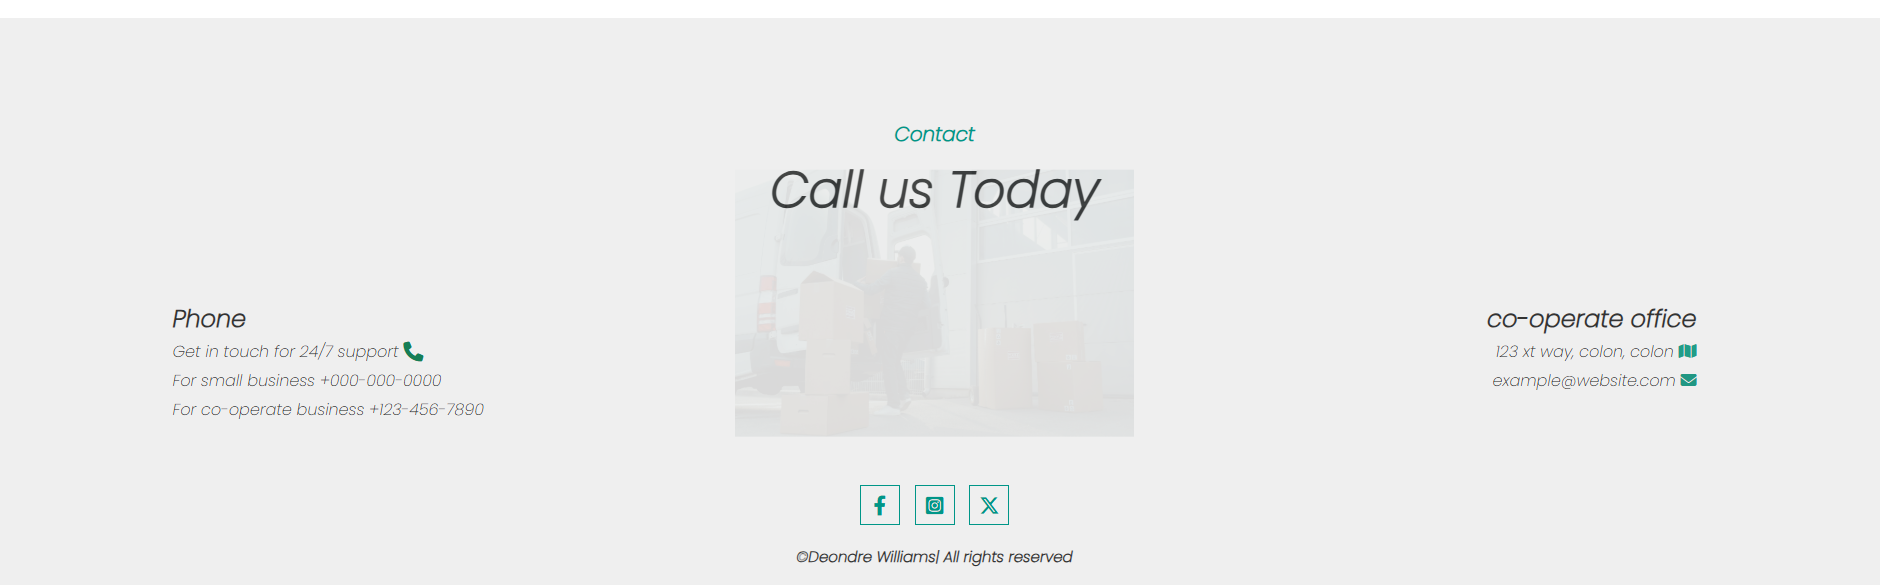 Contact
Call us Today
Phone
Get in touch for 24/7 support
For small business +000-000-0000
For co-operate business +123-456-7890
co-operate office
123 xt way, colon, colon
example@website.com
©Deondre Williams| All rights reserved